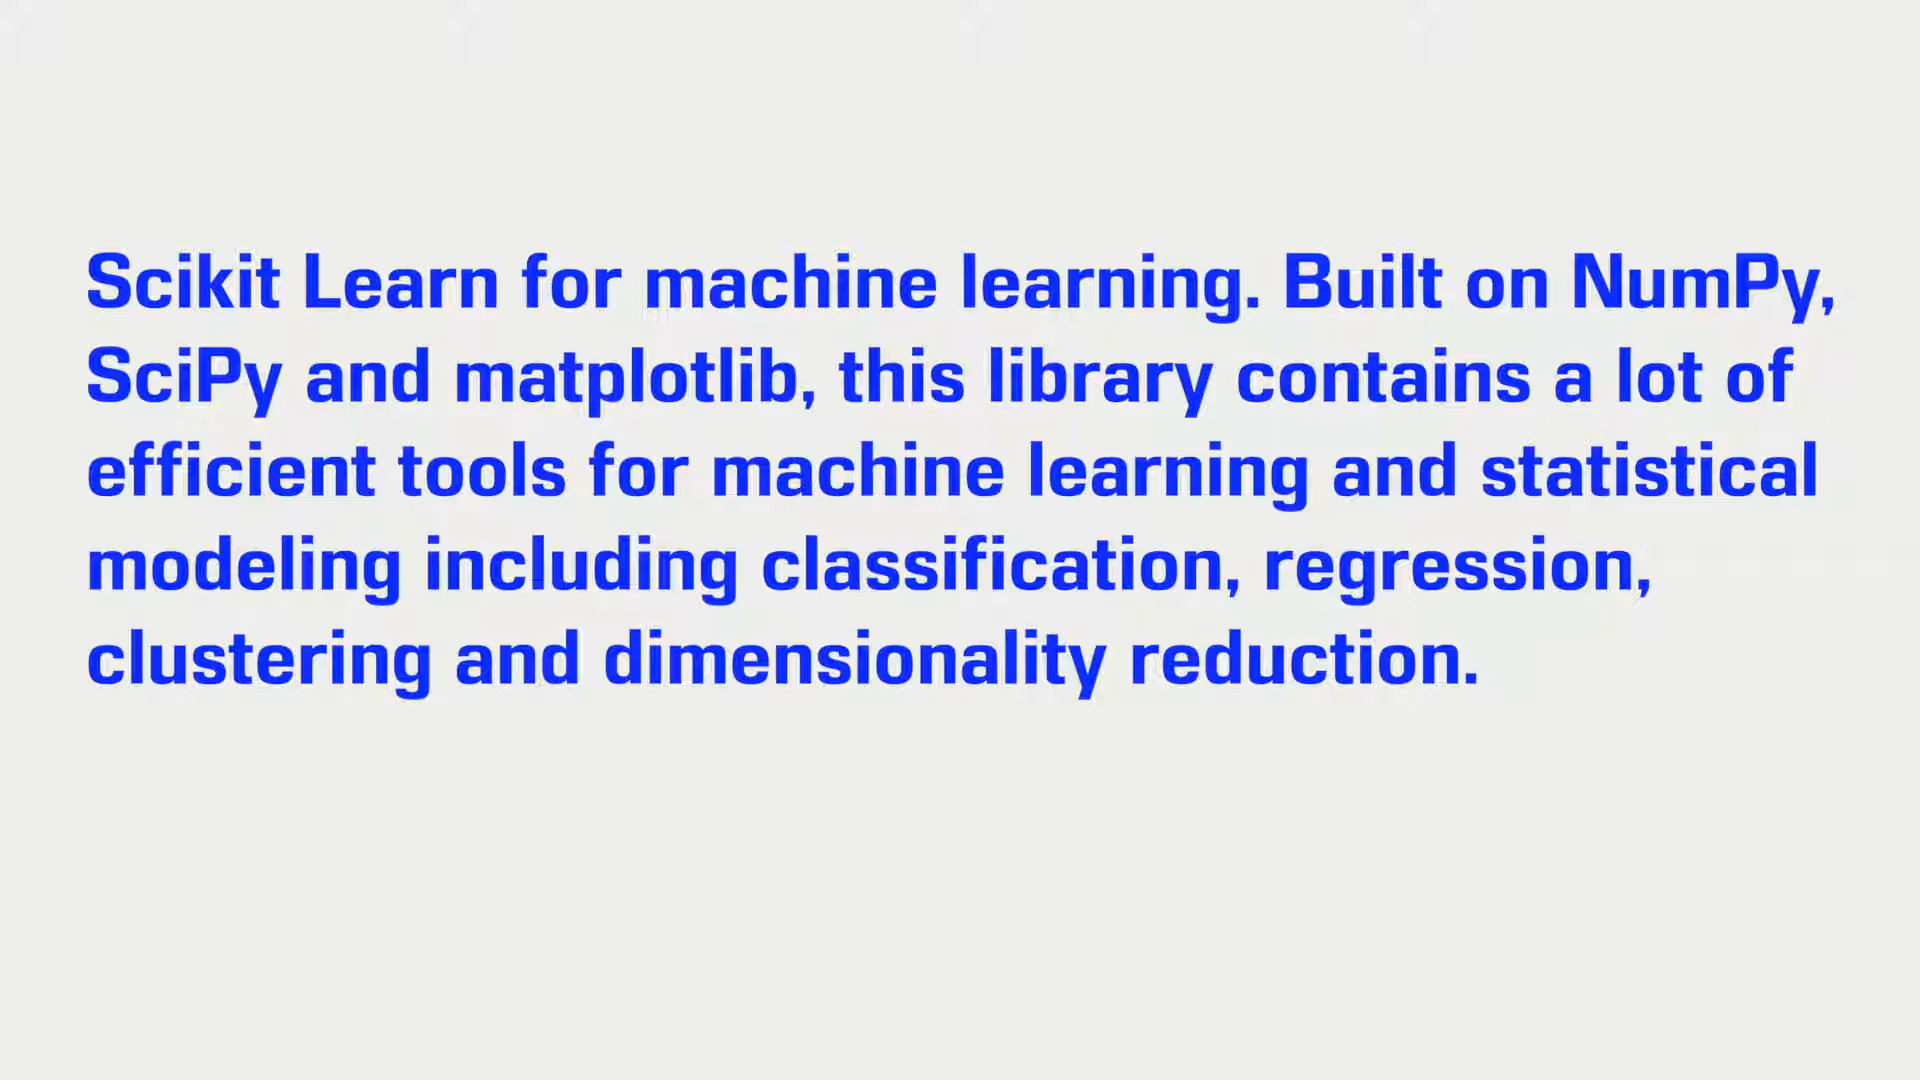 Scikit Learn for machine learning. Built on NumPy,
SciPy and matplotlib, this library contains a lot of
efficient tools for machine learning and statistical
modeling including classification, regression,
clustering and dimensionality reduction.